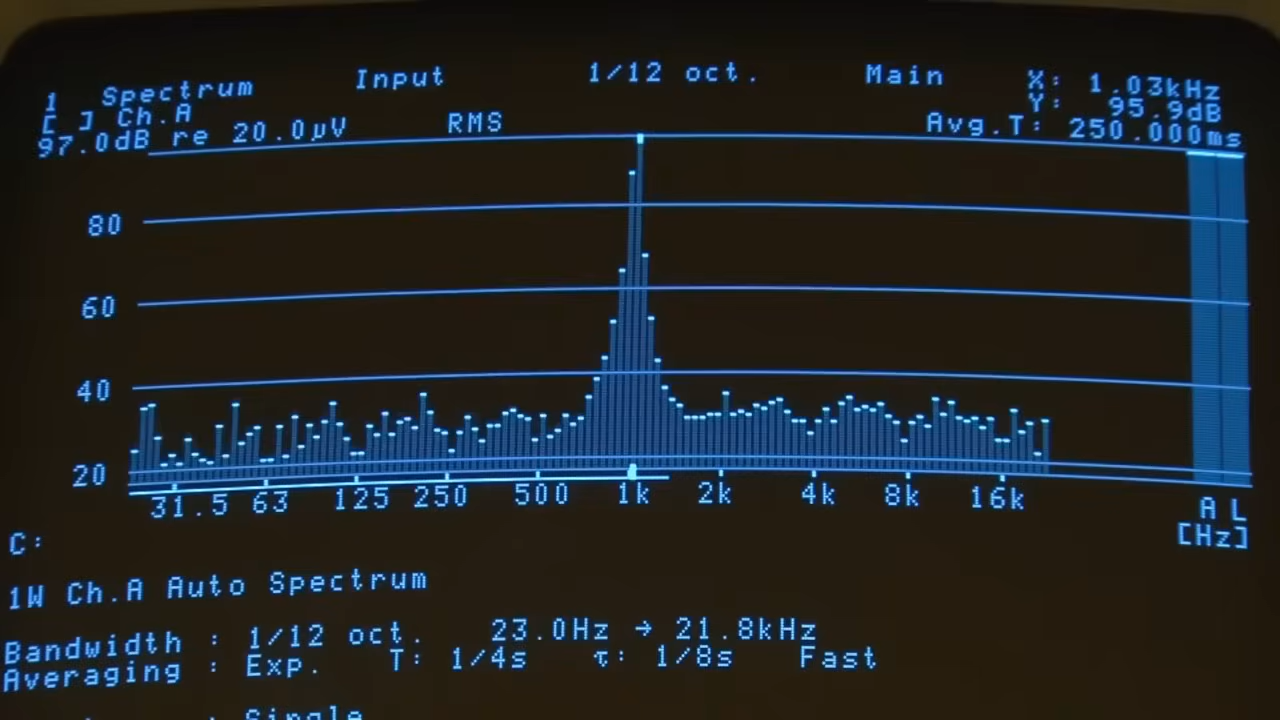 1 Spectrum Input 1/12 oct. Main X: 1.03kHz
[ ] Ch.A Y: 95.9dB
97.0dB re 20.0µV RMS Avg.T: 250.000ms
80
60
40
20
31.5 63 125 250 500 1k 2k 4k 8k 16k A L
[Hz]
C:
1W Ch.A Auto Spectrum
Bandwidth : 1/12 oct. 23.0Hz → 21.8kHz
Averaging : Exp. T: 1/4s τ: 1/8s Fast
: Single